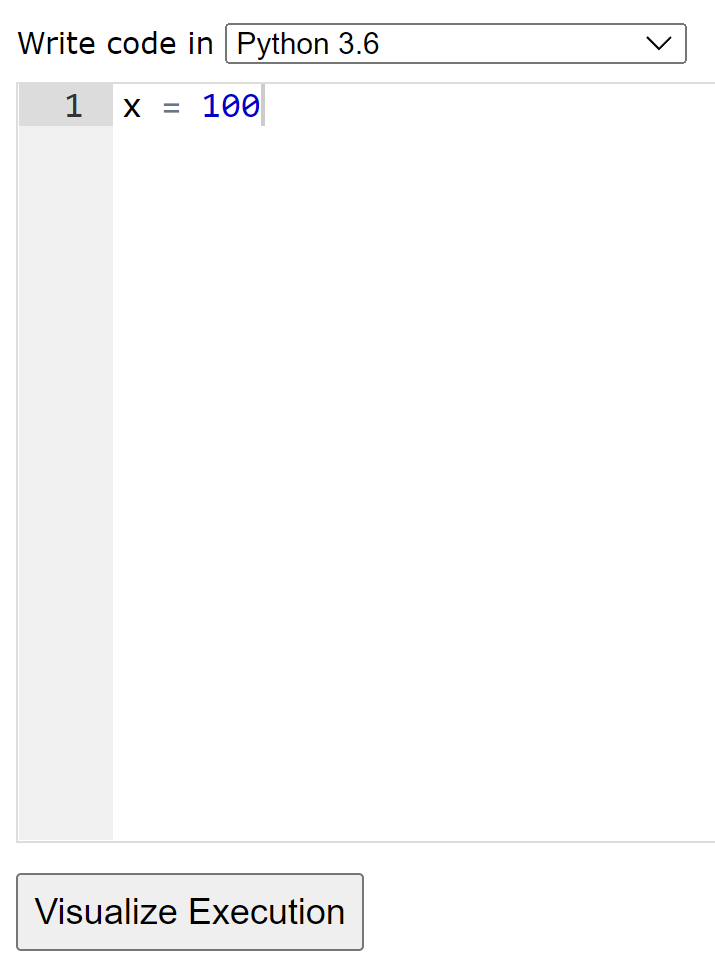 Write code in Python 3.6
1 x = 100
Visualize Execution